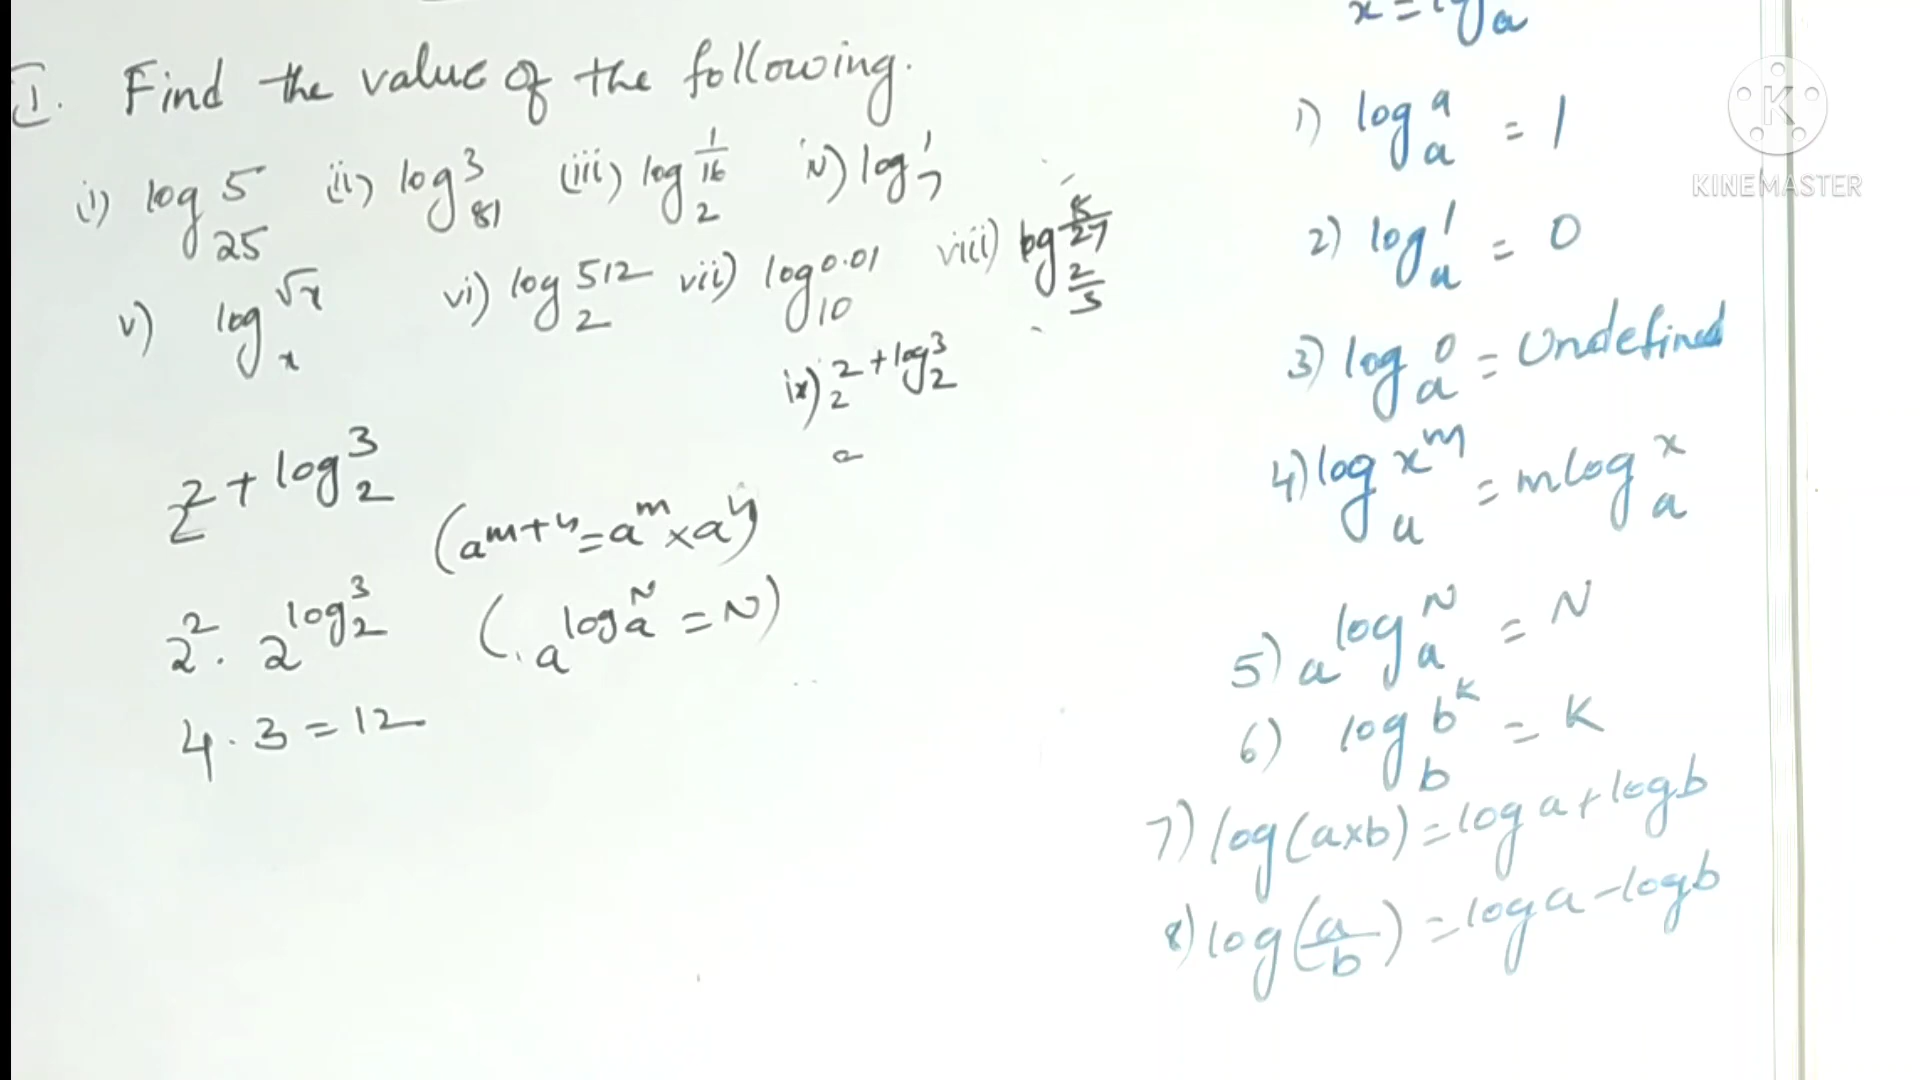 I. Find the value of the following.
i) log 5 25 ii) log 3 81 (iii) log 1/16 2 iv) log 1 7
v) log √x x vi) log 512 2 vii) log 0.01 10 viii) log 8/27 2/3
ix) 2 2 + log 3 2
2 2 + log 3 2
(a^m+n = a^m × a^n)
2^2 . 2^log 3 2 (∵ a^log N a = N)
4 . 3 = 12
x = log a
1) log a a = 1
2) log 1 a = 0
3) log 0 a = Undefined
4) log x^m a = m log x a
5) a^log N a = N
6) log b^k b = K
7) log (a×b) = log a + log b
8) log (a/b) = log a - log b
K
KINEMASTER